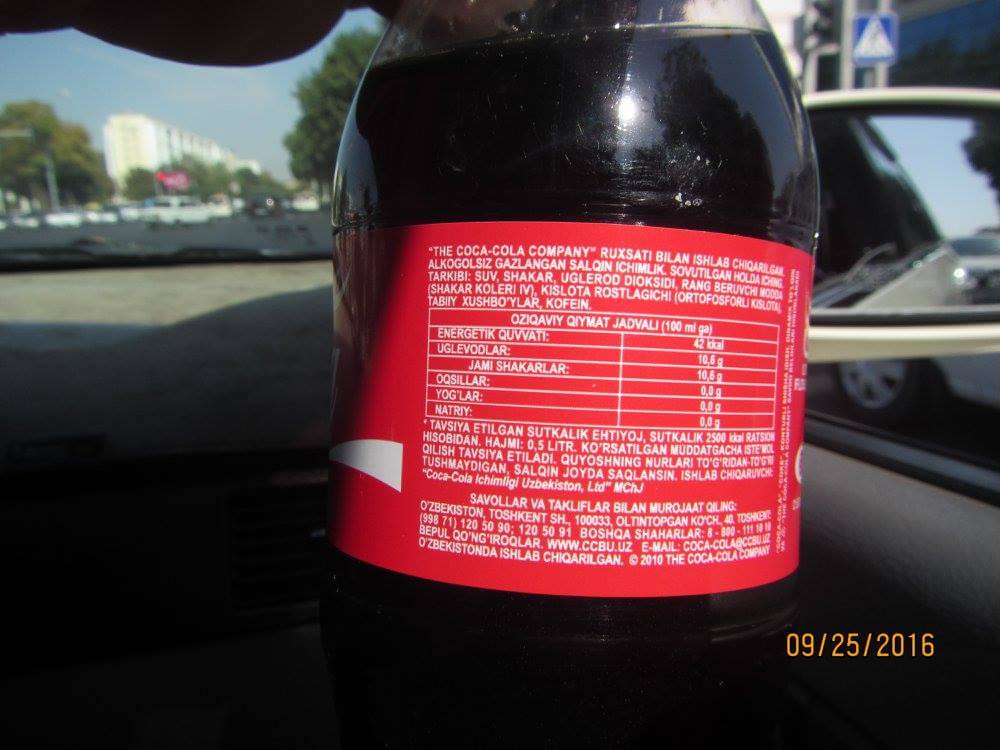 "THE COCA-COLA COMPANY" RUXSATI BILAN ISHLAB CHIQARILGAN.
ALKOGOLSIZ GAZLANGAN SALQIN ICHIMLIK. SOVUTILGAN HOLDA ICHING.
TARKIBI: SUV, SHAKAR, UGLEROD DIOKSIDI, RANG BERUVCHI MODDA
(SHAKAR KOLERI IV), KISLOTA ROSTLAGICHI (ORTOFOSFORLI KISLOTA),
TABIIY XUSHBO'YLAR, KOFEIN.
OZIQAVIY QIYMAT JADVALI (100 ml ga)
ENERGETIK QUVVATI: 42 kkal
UGLEVODLAR: 10,6 g
JAMI SHAKARLAR: 10,6 g
OQSILLAR: 0,0 g
YOG'LAR: 0,0 g
NATRIY: 0,0 g
* TAVSIYA ETILGAN SUTKALIK EHTIYOJ, SUTKALIK 2500 kkal RATSION
HISOBIDAN. HAJMI: 0,5 LITR. KO'RSATILGAN MUDDATGACHA ISTE'MOL
QILISH TAVSIYA ETILADI. QUYOSHNING NURLARI TO'G'RIDAN-TO'G'RI
TUSHMAYDIGAN, SALQIN JOYDA SAQLANSIN. ISHLAB CHIQARUVCHI:
"Coca-Cola Ichimligi Uzbekiston, Ltd" MChJ
SAVOLLAR VA TAKLIFLAR BILAN MUROJAAT QILING:
O'ZBEKISTON, TOSHKENT SH., 100033, OLTINTOPGAN KO'CH, 40. TOSHKENT:
(998 71) 120 50 90; 120 50 91 BOSHQA SHAHARLAR: 8 - 800 - 111 18 18
BEPUL QO'NG'IROQLAR. WWW.CCBU.UZ E-MAIL: COCA-COLA@CCBU.UZ
O'ZBEKISTONDA ISHLAB CHIQARILGAN. © 2010 THE COCA-COLA COMPANY
09/25/2016